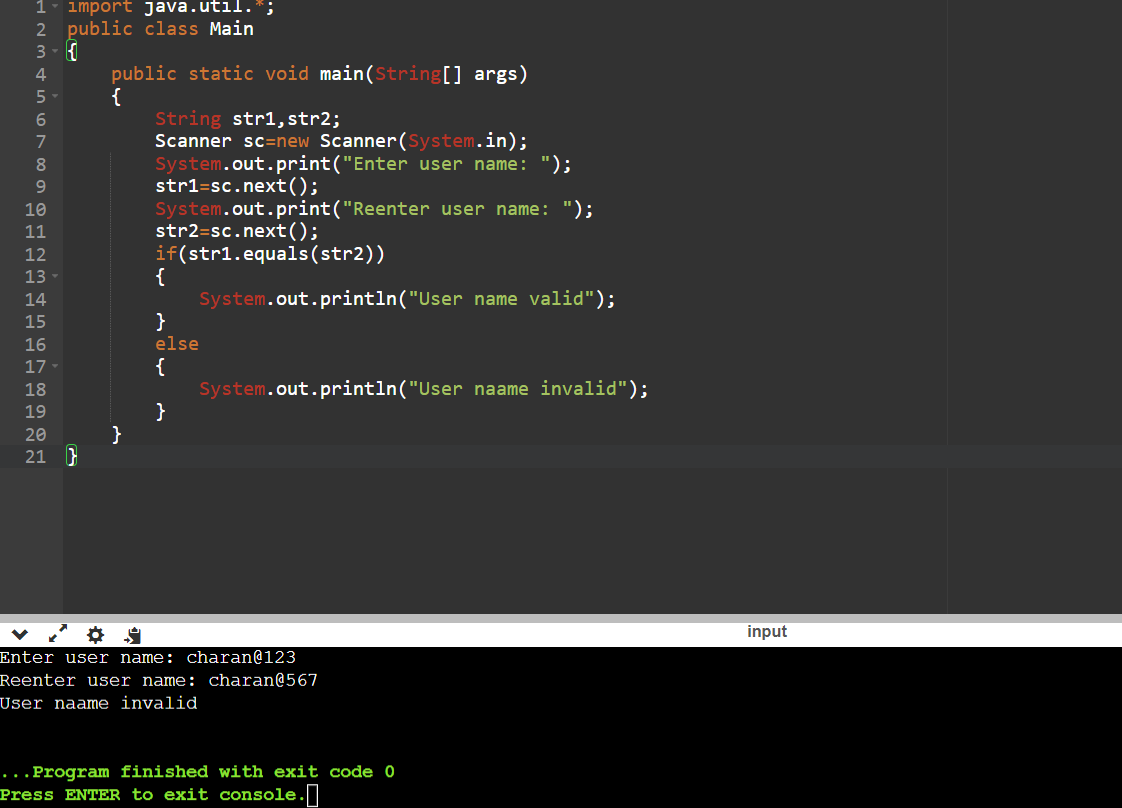 1 import java.util.*;
2 public class Main
3 {
4     public static void main(String[] args)
5     {
6         String str1,str2;
7         Scanner sc=new Scanner(System.in);
8         System.out.print("Enter user name: ");
9         str1=sc.next();
10         System.out.print("Reenter user name: ");
11         str2=sc.next();
12         if(str1.equals(str2))
13         {
14             System.out.println("User name valid");
15         }
16         else
17         {
18             System.out.println("User naame invalid");
19         }
20     }
21 }
input
Enter user name: charan@123
Reenter user name: charan@567
User naame invalid
...Program finished with exit code 0
Press ENTER to exit console.